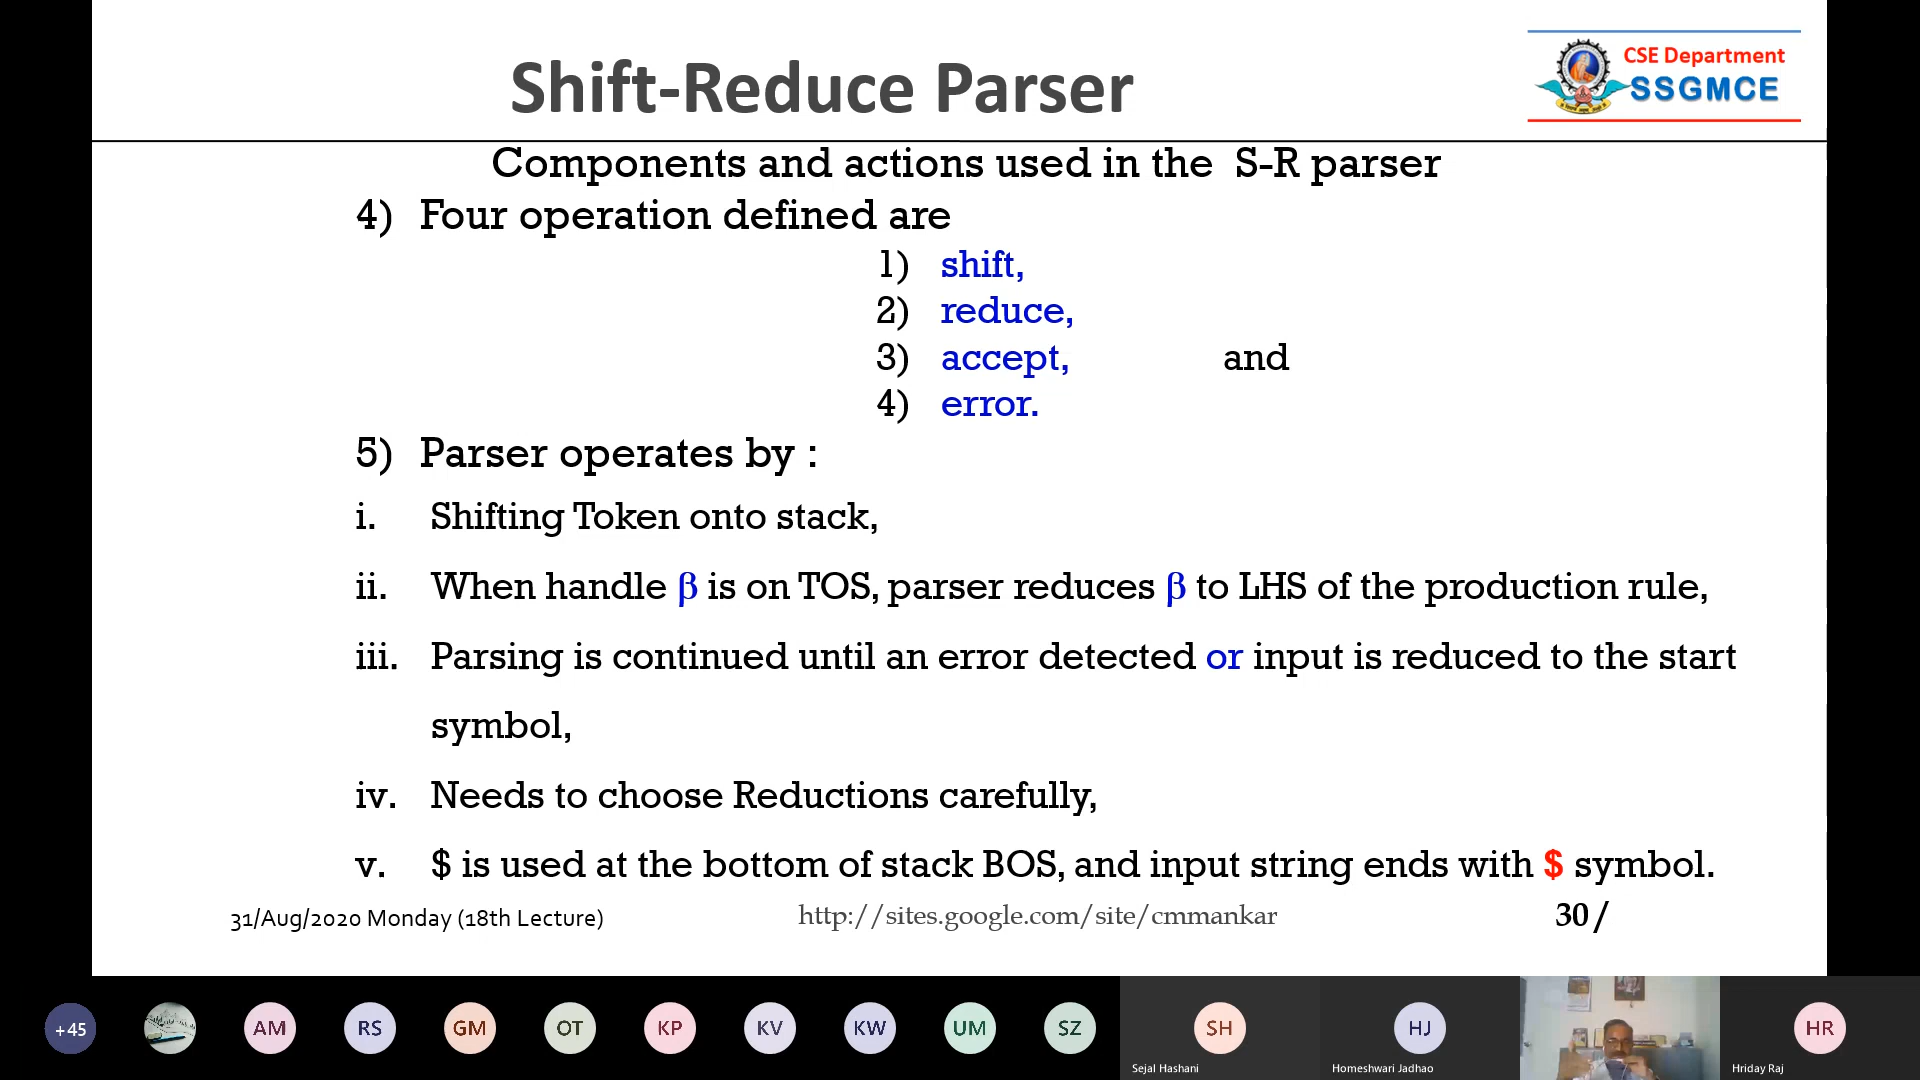 Shift-Reduce Parser
CSE Department
SSGMCE
Components and actions used in the S-R parser
4) Four operation defined are
1) shift,
2) reduce,
3) accept, and
4) error.
5) Parser operates by :
i. Shifting Token onto stack,
ii. When handle β is on TOS, parser reduces β to LHS of the production rule,
iii. Parsing is continued until an error detected or input is reduced to the start
symbol,
iv. Needs to choose Reductions carefully,
v. $ is used at the bottom of stack BOS, and input string ends with $ symbol.
31/Aug/2020 Monday (18th Lecture) http://sites.google.com/site/cmmankar 30/
+45 AM RS GM OT KP KV KW UM SZ SH HJ HR
Sejal Hashani Homeshwari Jadhao Hriday Raj